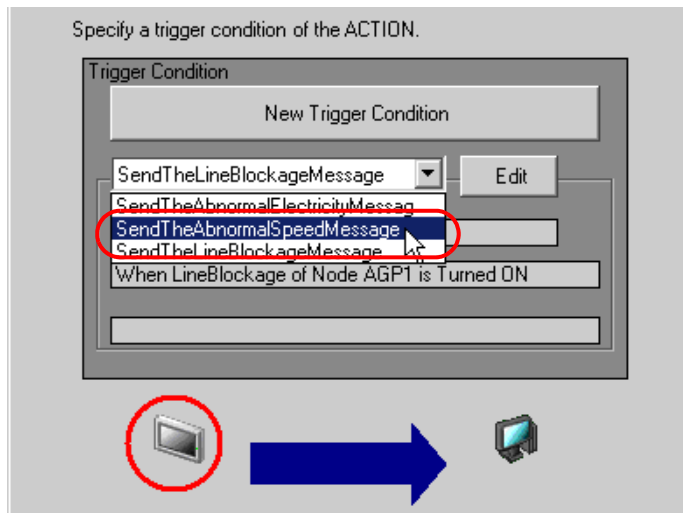 Specify a trigger condition of the ACTION.
Trigger Condition
New Trigger Condition
SendTheLineBlockageMessage
Edit
SendTheAbnormalElectricityMessag
SendTheAbnormalSpeedMessage
SendTheLineBlockageMessage
When LineBlockage of Node AGP1 is Turned ON